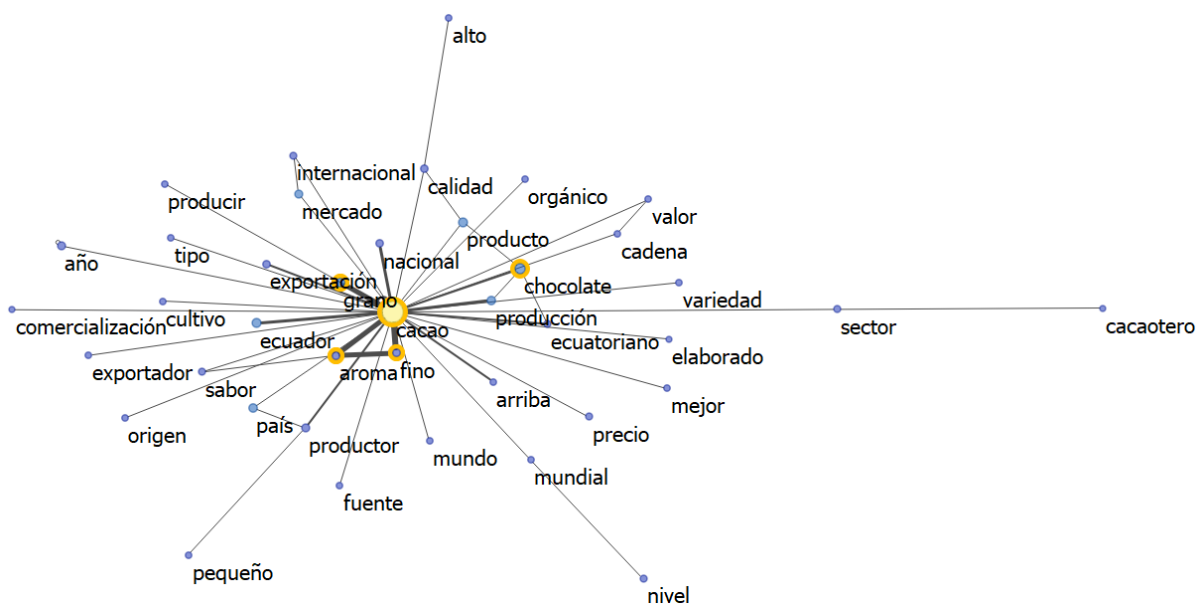 alto
internacional
calidad
orgánico
producir
mercado
valor
producto
cadena
tipo
nacional
año
exportación
chocolate
grano
variedad
comercialización
cultivo
producción
sector
cacaotero
cacao
ecuador
ecuatoriano
elaborado
exportador
aroma
fino
sabor
arriba
mejor
origen
país
precio
productor
mundo
mundial
fuente
pequeño
nivel